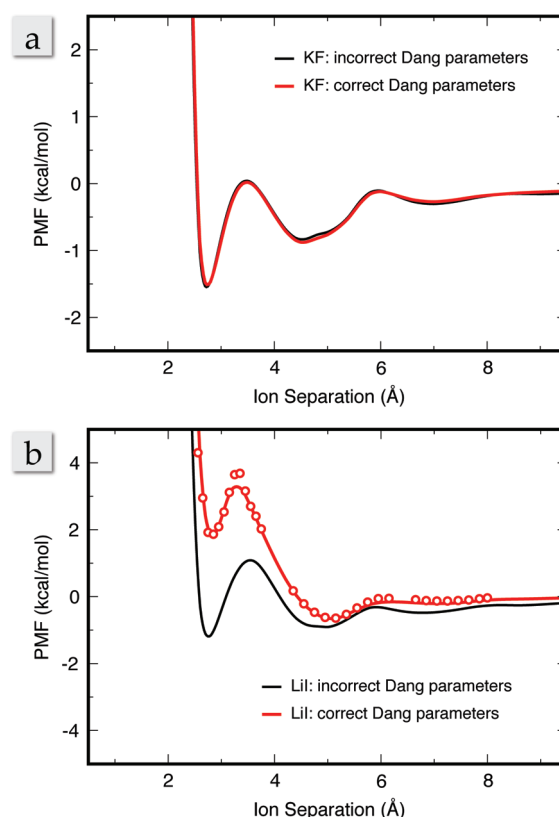 a
2
1
0
-1
-2
PMF (kcal/mol)
KF: incorrect Dang parameters
KF: correct Dang parameters
2
4
6
8
Ion Separation (Å)
b
4
2
0
-2
-4
PMF (kcal/mol)
LiI: incorrect Dang parameters
LiI: correct Dang parameters
2
4
6
8
Ion Separation (Å)